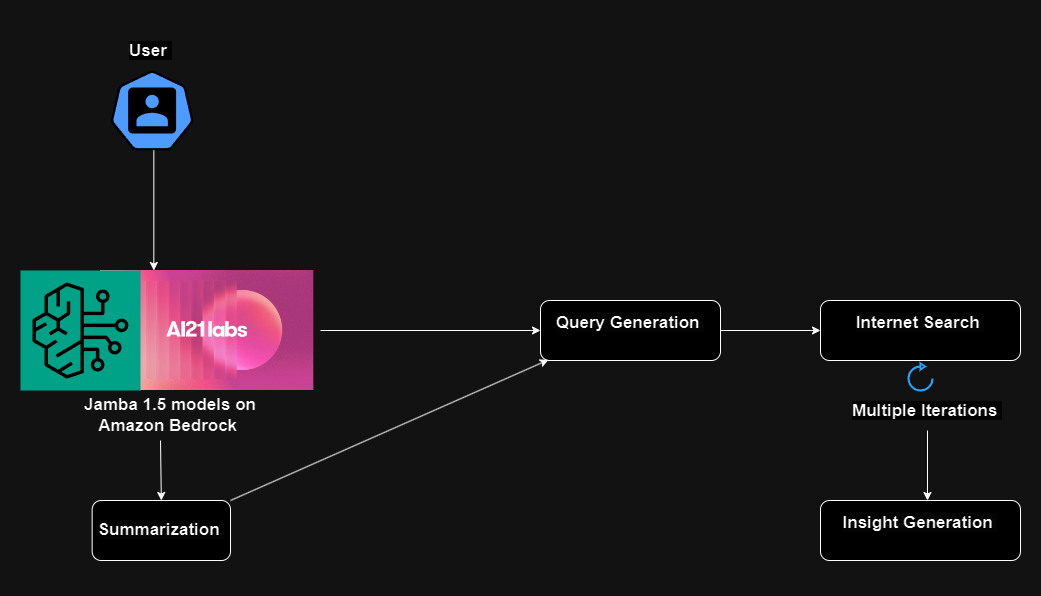 User
AI21labs
Query Generation
Internet Search
Jamba 1.5 models on
Amazon Bedrock
Multiple Iterations
Summarization
Insight Generation